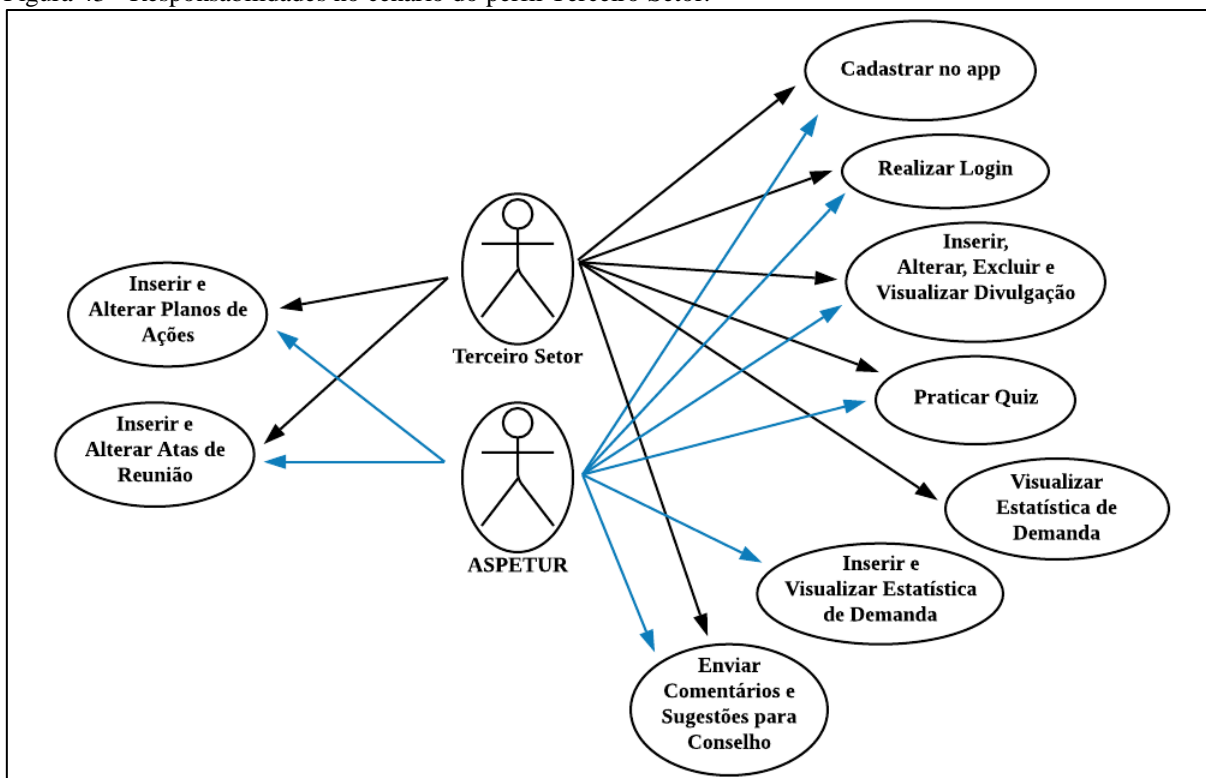 Figura 43 - Responsabilidades no cenário do perfil Terceiro Setor.
Cadastrar no app
Realizar Login
Inserir,
Alterar, Excluir e
Visualizar Divulgação
Inserir e
Alterar Planos de
Ações
Terceiro Setor
Praticar Quiz
Inserir e
Alterar Atas de
Reunião
Visualizar
Estatística de
Demanda
ASPETUR
Inserir e
Visualizar Estatística
de Demanda
Enviar
Comentários e
Sugestões para
Conselho